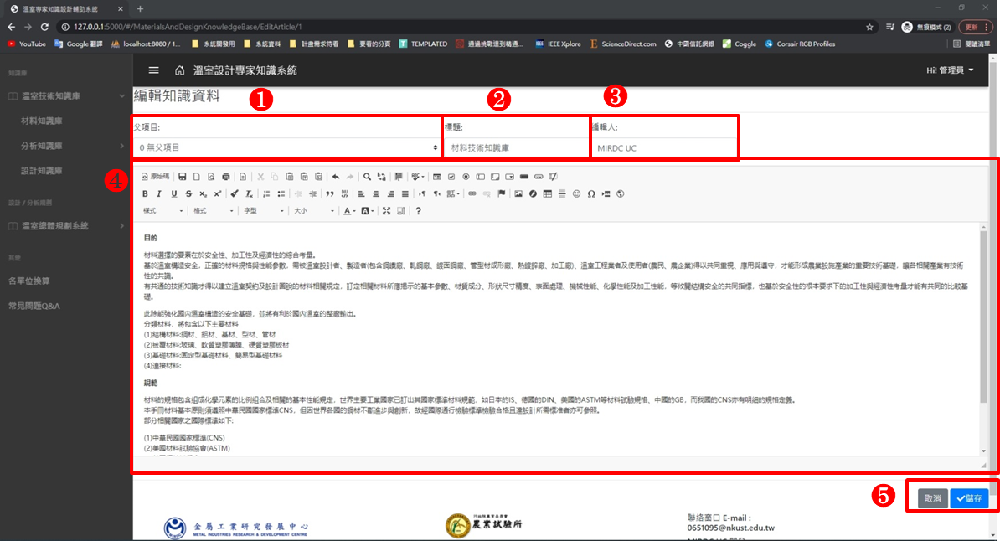 溫室專家知識設計輔助系統
127.0.0.1:5000/#/MaterialsAndDesignKnowledgeBase/EditArticle/1
無痕模式 (2)
更新
YouTube
Google 翻譯
localhost:8080 / 1...
系統開發用
系統資料
計畫需求待看
要看的分頁
TEMPLATED
通過挑戰達到精通...
IEEE Xplore
ScienceDirect.com
中霸信託網銀
Coggle
Corsair RGB Profiles
閱讀清單
知識庫
溫室技術知識庫
材料知識庫
分析知識庫
設計知識庫
設計 / 分析繪圖
溫室總體規劃系統
其他
各單位換算
常見問題Q&A
溫室設計專家知識系統
Hi! 管理員
編輯知識資料
1
2
3
父項目:
標題:
編輯人:
0 無父項目
材料技術知識庫
MIRDC UC
4
原始碼
樣式
格式
字型
大小
目的
材料選擇的要素在於安全性、加工性及經濟性的綜合考量。
基於溫室構造安全，正確的材料規格與性能參數，需被溫室設計者、製造者(包含鋼鐵廠、軋鋼廠、鍍面鋼廠、管型材成形廠、熱鍍鋅廠、加工廠)、溫室工程業者及使用者(農民、農企業)得以共同重視、應用與遵守，才能形成農業設施產業的重要技術基礎，讓各相關產業有技術
性的共識。
有共通的技術知識才得以建立溫室契約及設計圖說的材料相關規定，訂定相關材料所應揭示的基本參數、材質成分、形狀尺寸精度、表面處理、機械性能、化學性能及加工性能，等攸關結構安全的共同指標，也基於安全性的根本要求下的加工性與經濟性考量才能有共同的比較基
礎。
此除能強化國內溫室構造的安全基礎，並將有利於國內溫室的整廠輸出。
分類材料，將包含以下主要材料
(1)結構材料:鋼材、鋁材、基材、型材、管材
(2)被覆材料:玻璃、軟質塑膠薄膜、硬質塑膠板材
(3)基礎材料:固定型基礎材料、簡易型基礎材料
(4)連接材料:
規範
材料的規格包含組成化學元素的比例組合及相關的基本性能規定，世界主要工業國家已訂出其國家標準材料規範，如日本的JIS、德國的DIN、美國的ASTM等材料試驗規格、中國的GB，而我國的CNS亦有明細的規格定義。
本手冊材料基本原則須遵照中華民國國家標準CNS，但因世界各國的鋼材不斷進步與創新，故經國際通行檢驗標準檢驗合格且達設計所需標準者亦可參照。
部分相關國家之國際標準如下:
(1)中華民國國家標準(CNS)
(2)美國材料試驗協會(ASTM)
5
取消
儲存
金屬工業研究發展中心
METAL INDUSTRIES RESEARCH & DEVELOPMENT CENTRE
行政院農業委員會
農業試驗所
聯絡窗口 E-mail :
0651095@nkust.edu.tw